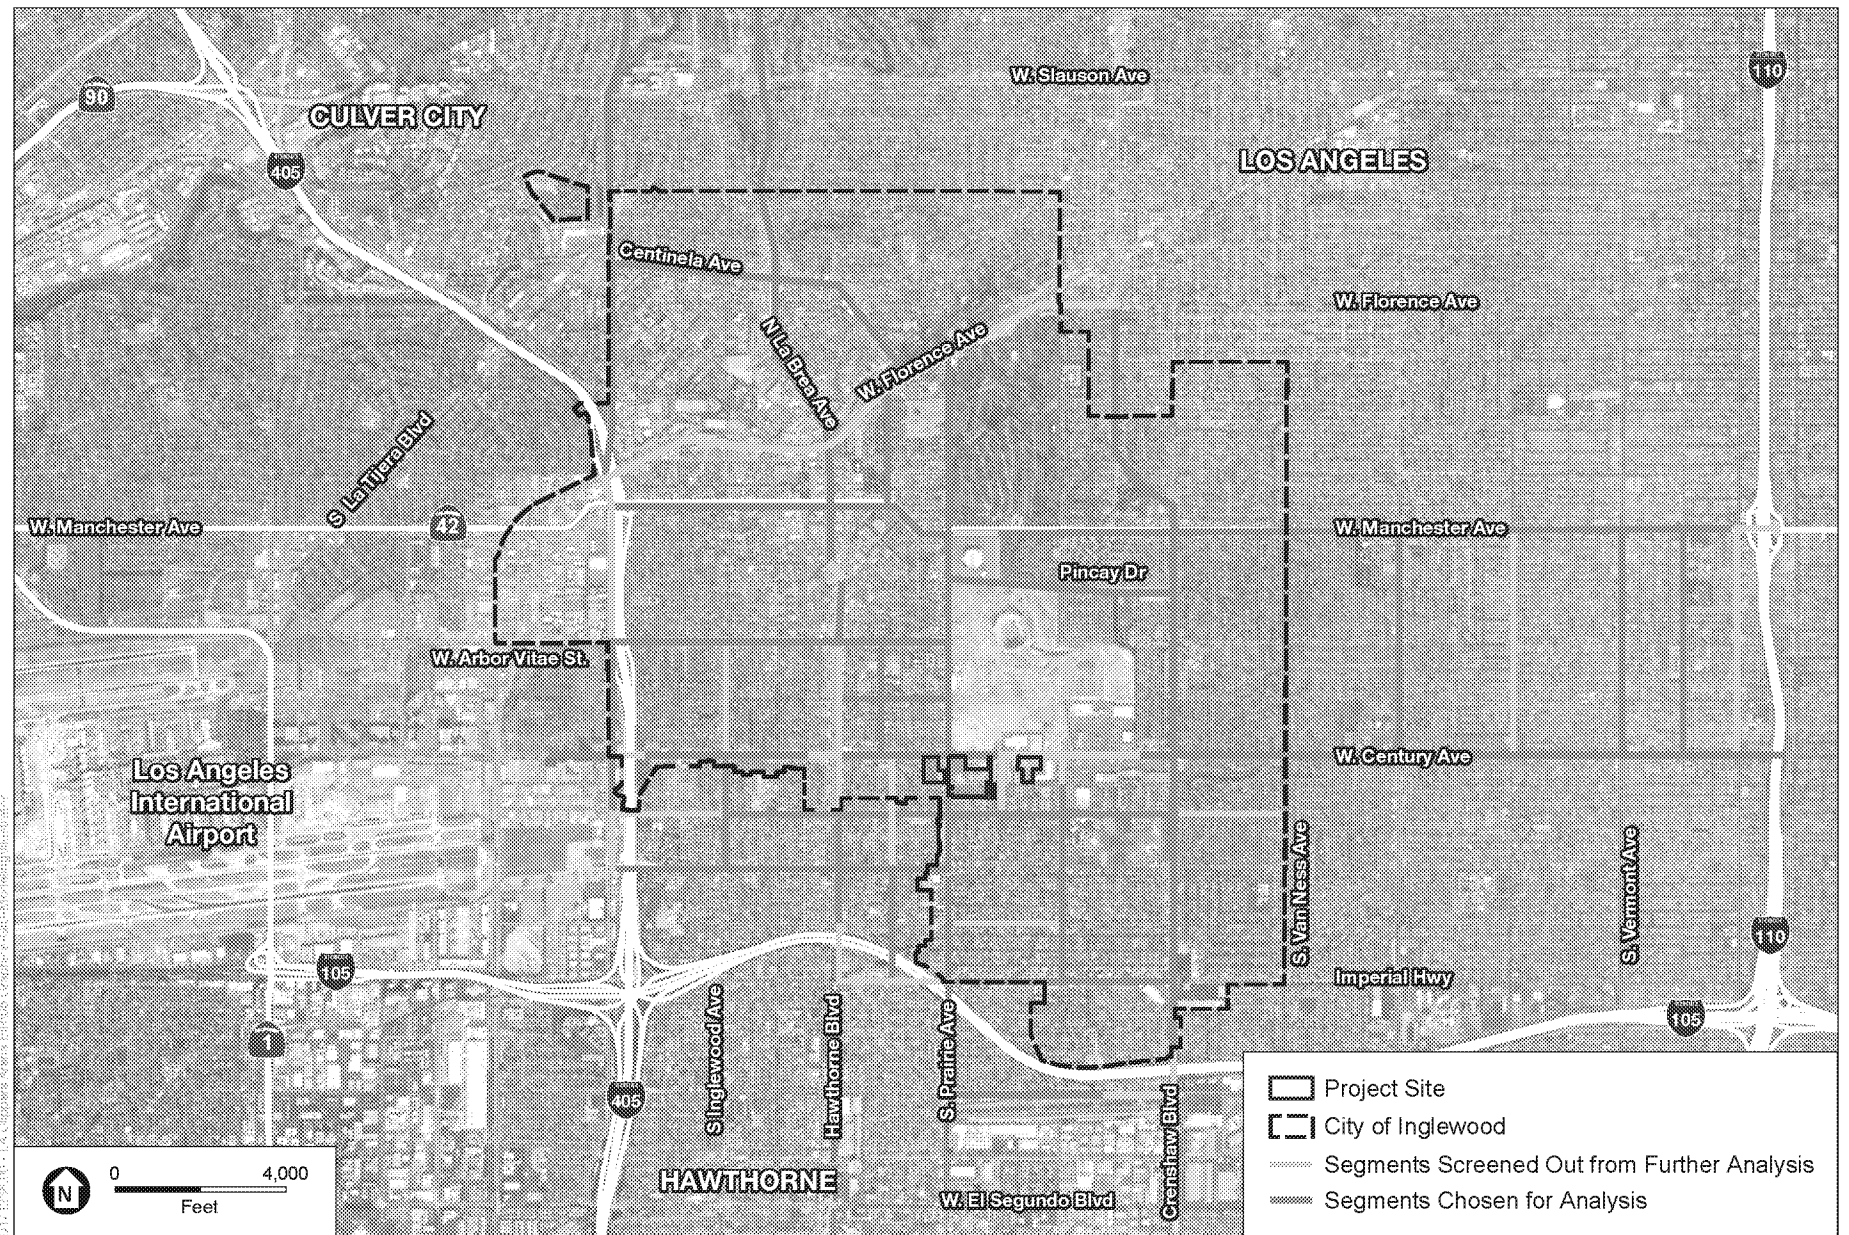 W. Slauson Ave
110
90
CULVER CITY
LOS ANGELES
405
Centinela Ave
W. Florence Ave
N La Brea Ave
W. Florence Ave
S La Tijera Blvd
W. Manchester Ave
42
W. Manchester Ave
Pincay Dr
W. Arbor Vitae St.
W. Century Ave
Los Angeles
International
Airport
S. Van Ness Ave
S. Vermont Ave
110
105
Imperial Hwy
S Inglewood Ave
Hawthorne Blvd
S. Prairie Ave
105
1
405
Crenshaw Blvd
HAWTHORNE
W. El Segundo Blvd
N
0 4,000
Feet
Project Site
City of Inglewood
Segments Screened Out from Further Analysis
Segments Chosen for Analysis